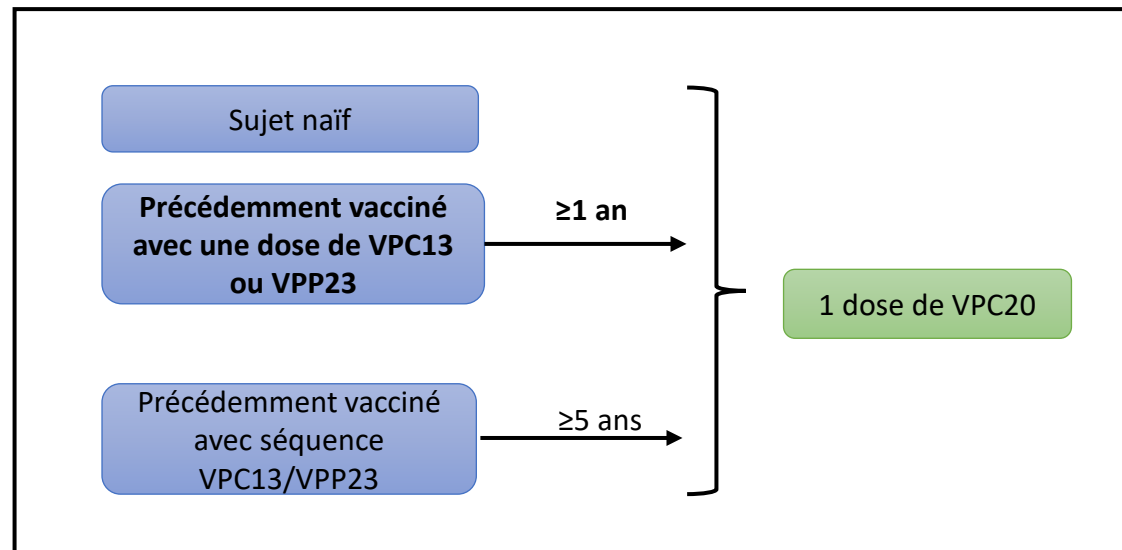 Sujet naïf
Précédemment vacciné
avec une dose de VPC13
ou VPP23
≥1 an
1 dose de VPC20
Précédemment vacciné
avec séquence
VPC13/VPP23
≥5 ans